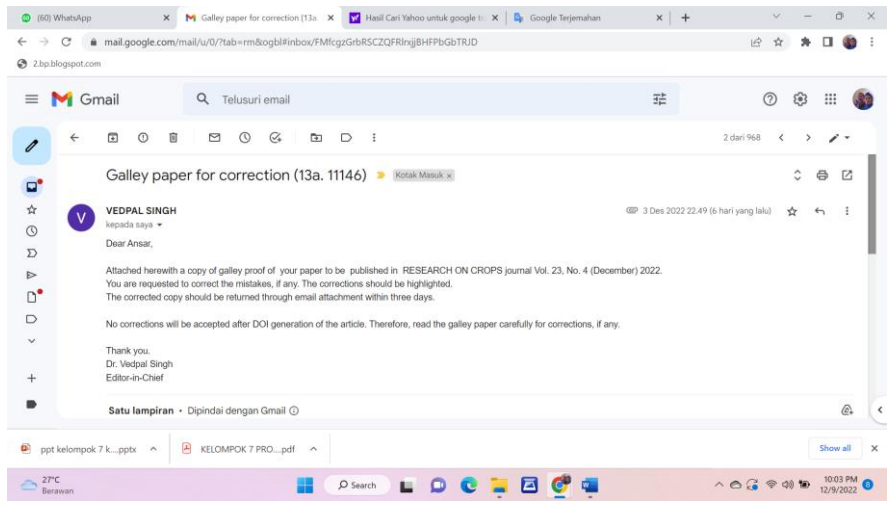 (60) WhatsApp
Galley paper for correction (13a.
Hasil Cari Yahoo untuk google t
Google Terjemahan
mail.google.com/mail/u/0/?tab=rm&ogbl#inbox/FMfcgzGrbRSCZQFRlnxjjBHFPbGbTRJD
2.bp.blogspot.com
Gmail
Telusuri email
2 dari 968
Galley paper for correction (13a. 11146)
Kotak Masuk x
V
VEDPAL SINGH
3 Des 2022 22.49 (6 hari yang lalu)
kepada saya
Dear Ansar,
Attached herewith a copy of galley proof of your paper to be published in RESEARCH ON CROPS journal Vol. 23, No. 4 (December) 2022.
You are requested to correct the mistakes, if any. The corrections should be highlighted.
The corrected copy should be returned through email attachment within three days.
No corrections will be accepted after DOI generation of the article. Therefore, read the galley paper carefully for corrections, if any.
Thank you.
Dr. Vedpal Singh
Editor-in-Chief
Satu lampiran • Dipindai dengan Gmail
ppt kelompok 7 k....pptx
KELOMPOK 7 PRO....pdf
Show all
27°C
Berawan
Search
10:03 PM
12/9/2022
8